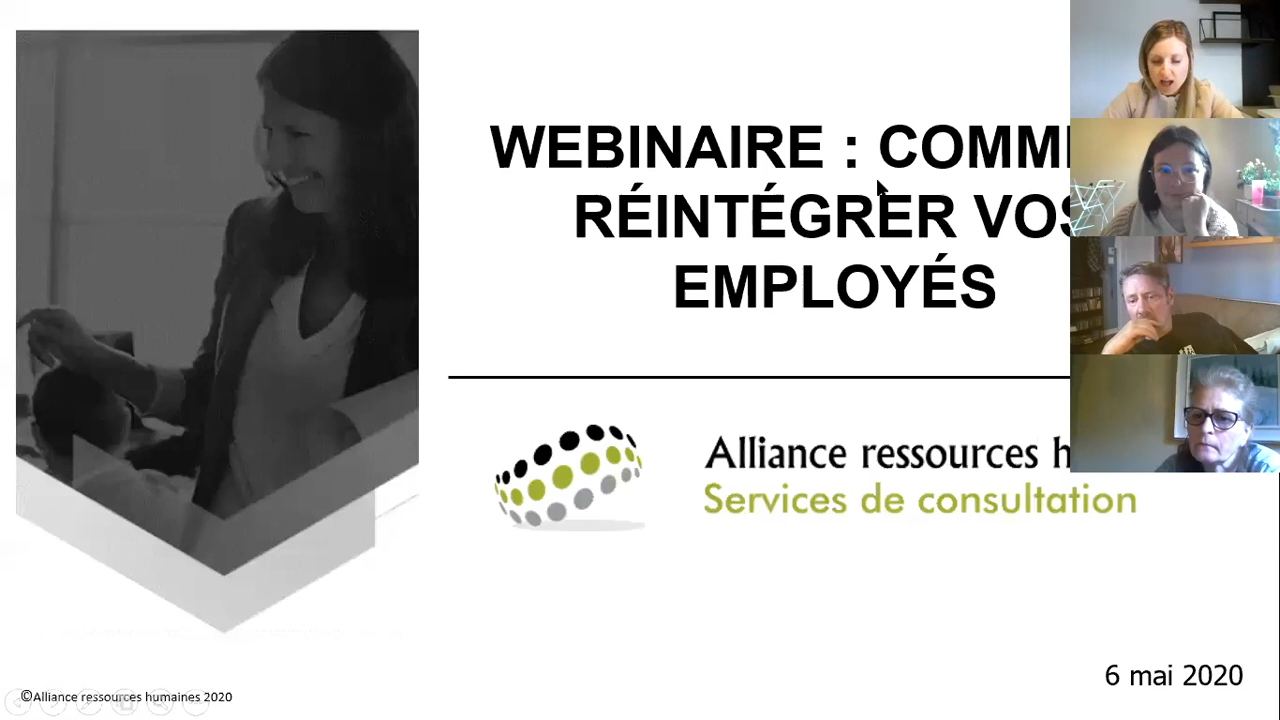 WEBINAIRE : COMM
RÉINTÉGRER VOS
EMPLOYÉS
Alliance ressources h
Services de consultation
6 mai 2020
©Alliance ressources humaines 2020